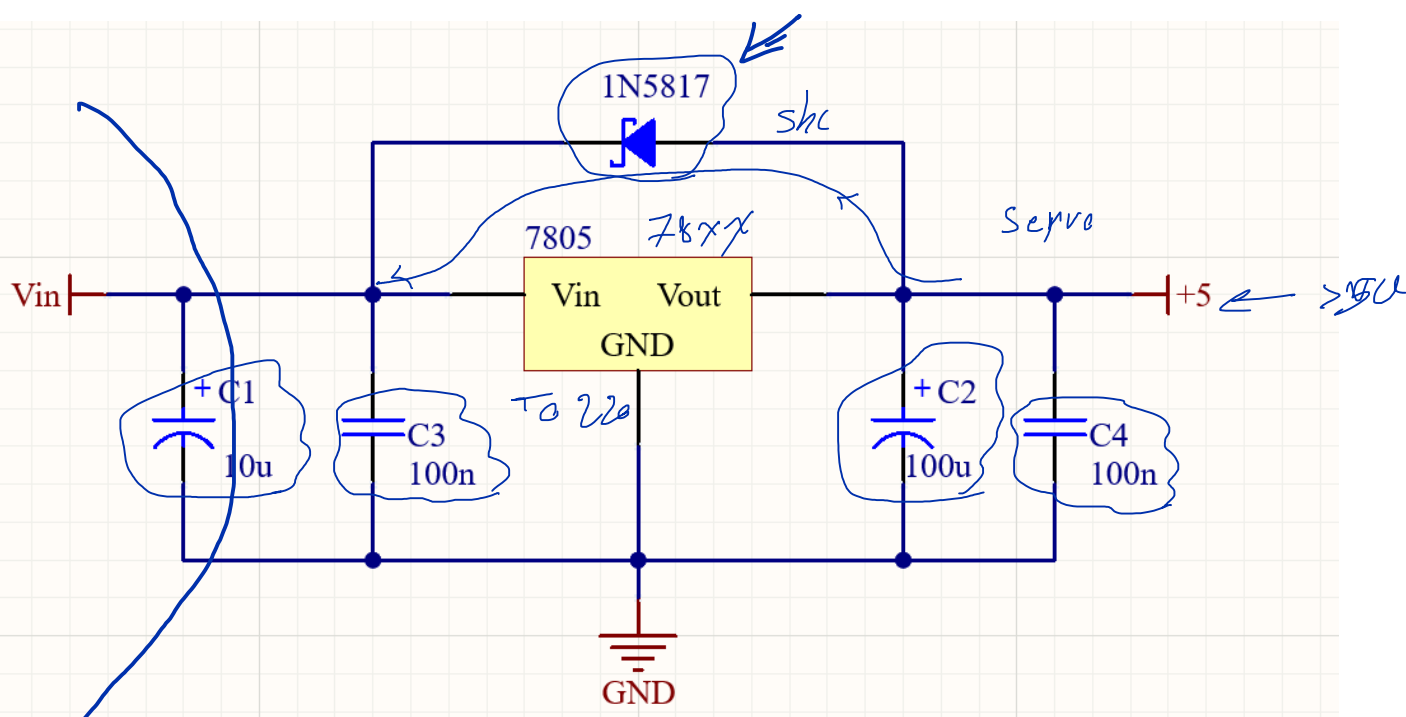 1N5817
shc
Servo
7805
78xx
Vin
Vin Vout
+5
GND
+ C1
10u
C3
100n
TO 220
+ C2
100u
C4
100n
GND